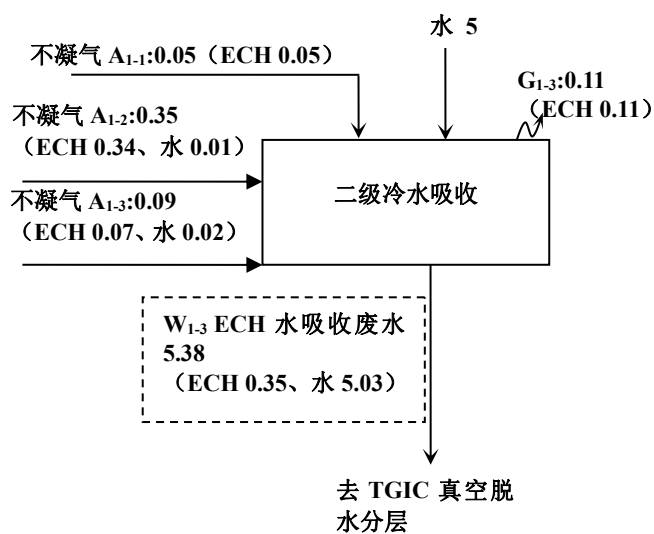 水 5
不凝气 A1-1:0.05（ECH 0.05）
G1-3:0.11
（ECH 0.11）
不凝气 A1-2:0.35
（ECH 0.34、水 0.01）
二级冷水吸收
不凝气 A1-3:0.09
（ECH 0.07、水 0.02）
W1-3 ECH 水吸收废水
5.38
（ECH 0.35、水 5.03）
去 TGIC 真空脱
水分层